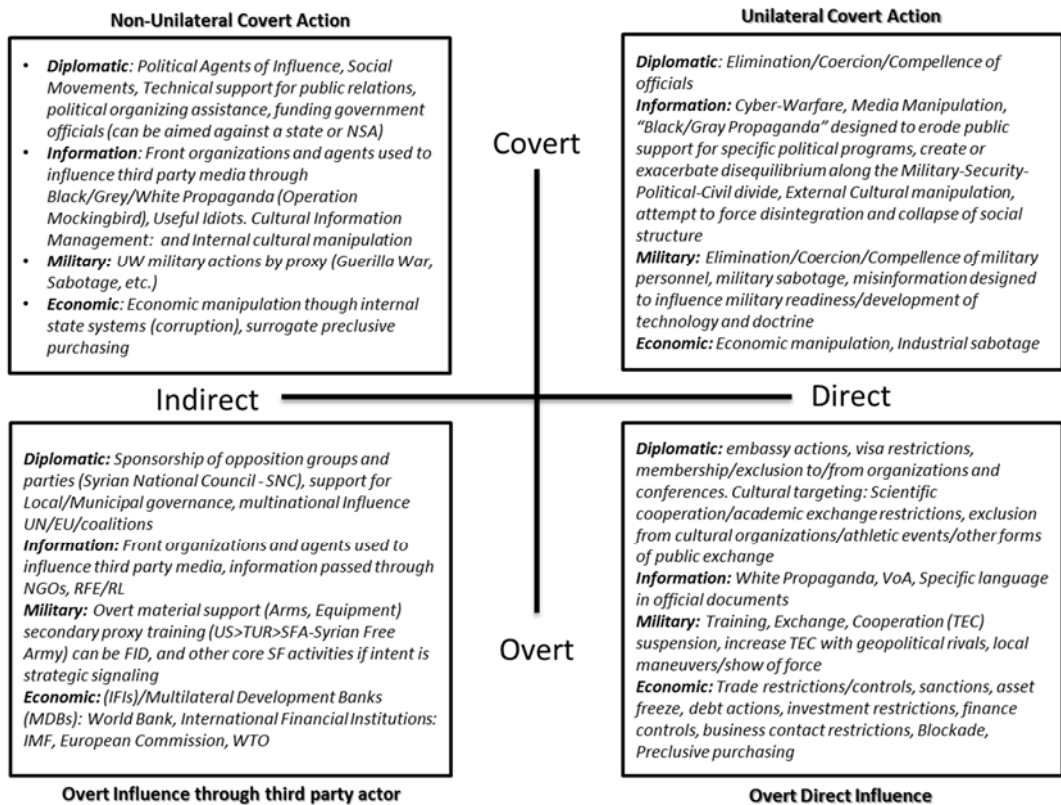 Non-Unilateral Covert Action
• Diplomatic: Political Agents of Influence, Social
Movements, Technical support for public relations,
political organizing assistance, funding government
officials (can be aimed against a state or NSA)
• Information: Front organizations and agents used to
influence third party media through
Black/Grey/White Propaganda (Operation
Mockingbird), Useful Idiots. Cultural Information
Management:  and Internal cultural manipulation
• Military: UW military actions by proxy (Guerilla War,
Sabotage, etc.)
• Economic: Economic manipulation though internal
state systems (corruption), surrogate preclusive
purchasing
Unilateral Covert Action
Diplomatic: Elimination/Coercion/Compellence of
officials
Information: Cyber-Warfare, Media Manipulation,
“Black/Gray Propaganda” designed to erode public
support for specific political programs, create or
exacerbate disequilibrium along the Military-Security-
Political-Civil divide, External Cultural manipulation,
attempt to force disintegration and collapse of social
structure
Military: Elimination/Coercion/Compellence of military
personnel, military sabotage, misinformation designed
to influence military readiness/development of
technology and doctrine
Economic: Economic manipulation, Industrial sabotage
Covert
Indirect
Direct
Overt
Diplomatic: Sponsorship of opposition groups and
parties (Syrian National Council - SNC), support for
Local/Municipal governance, multinational Influence
UN/EU/coalitions
Information: Front organizations and agents used to
influence third party media, information passed through
NGOs, RFE/RL
Military: Overt material support (Arms, Equipment)
secondary proxy training (US>TUR>SFA-Syrian Free
Army) can be FID, and other core SF activities if intent is
strategic signaling
Economic: (IFIs)/Multilateral Development Banks
(MDBs): World Bank, International Financial Institutions:
IMF, European Commission, WTO
Overt Influence through third party actor
Diplomatic: embassy actions, visa restrictions,
membership/exclusion to/from organizations and
conferences. Cultural targeting: Scientific
cooperation/academic exchange restrictions, exclusion
from cultural organizations/athletic events/other forms
of public exchange
Information: White Propaganda, VoA, Specific language
in official documents
Military: Training, Exchange, Cooperation (TEC)
suspension, increase TEC with geopolitical rivals, local
maneuvers/show of force
Economic: Trade restrictions/controls, sanctions, asset
freeze, debt actions, investment restrictions, finance
controls, business contact restrictions, Blockade,
Preclusive purchasing
Overt Direct Influence